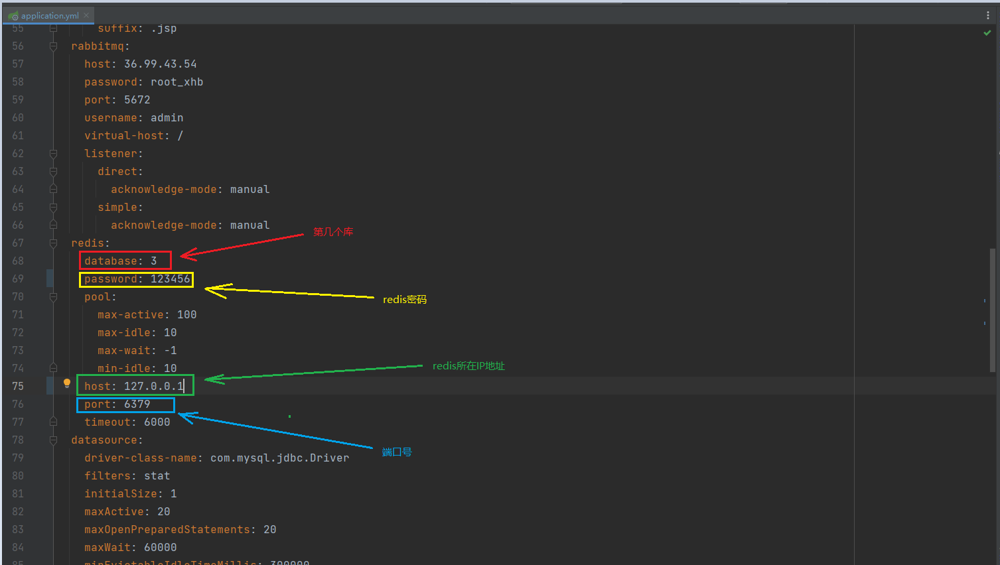 application.yml
55 suffix: .jsp
56 rabbitmq:
57 host: 36.99.43.54
58 password: root_xhb
59 port: 5672
60 username: admin
61 virtual-host: /
62 listener:
63 direct:
64 acknowledge-mode: manual
65 simple:
66 acknowledge-mode: manual
第几个库
67 redis:
68 database: 3
69 password: 123456
redis密码
70 pool:
71 max-active: 100
72 max-idle: 10
73 max-wait: -1
74 min-idle: 10
redis所在IP地址
75 host: 127.0.0.1
76 port: 6379
77 timeout: 6000
78 datasource:
端口号
79 driver-class-name: com.mysql.jdbc.Driver
80 filters: stat
81 initialSize: 1
82 maxActive: 20
83 maxOpenPreparedStatements: 20
84 maxWait: 60000
85 minEvictableIdleTimeMillis: 300000